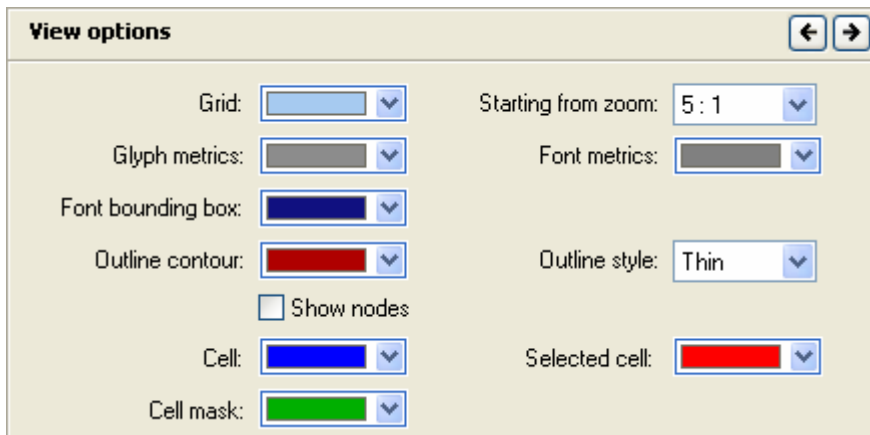 View options
Grid: Starting from zoom: 5 : 1
Glyph metrics: Font metrics:
Font bounding box:
Outline contour: Outline style: Thin
Show nodes
Cell: Selected cell:
Cell mask: